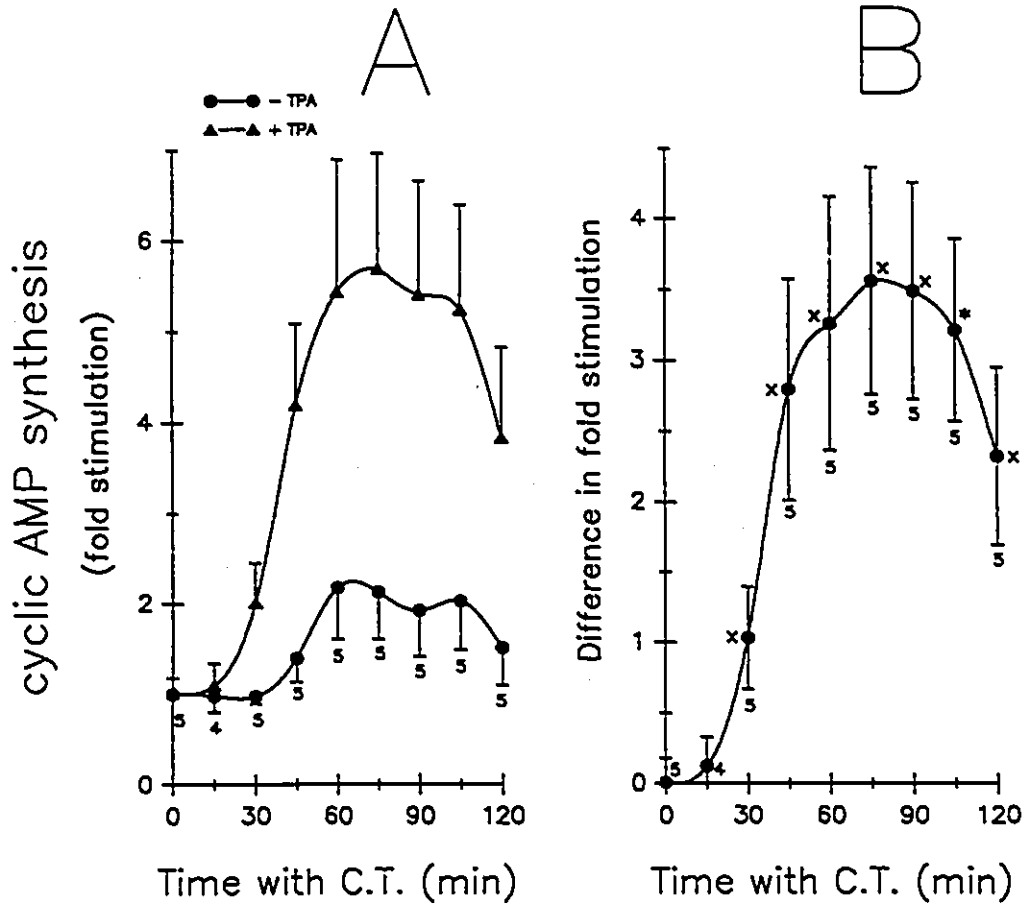 A
B
- TPA
+ TPA
cyclic AMP synthesis
(fold stimulation)
6
4
2
0
5
4
5
5
5
5
5
5
5
0
30
60
90
120
Time with C.T. (min)
Difference in fold stimulation
4
3
2
1
0
5
4
x
5
x
5
x
5
x
5
x
5
*
5
x
5
0
30
60
90
120
Time with C.T. (min)